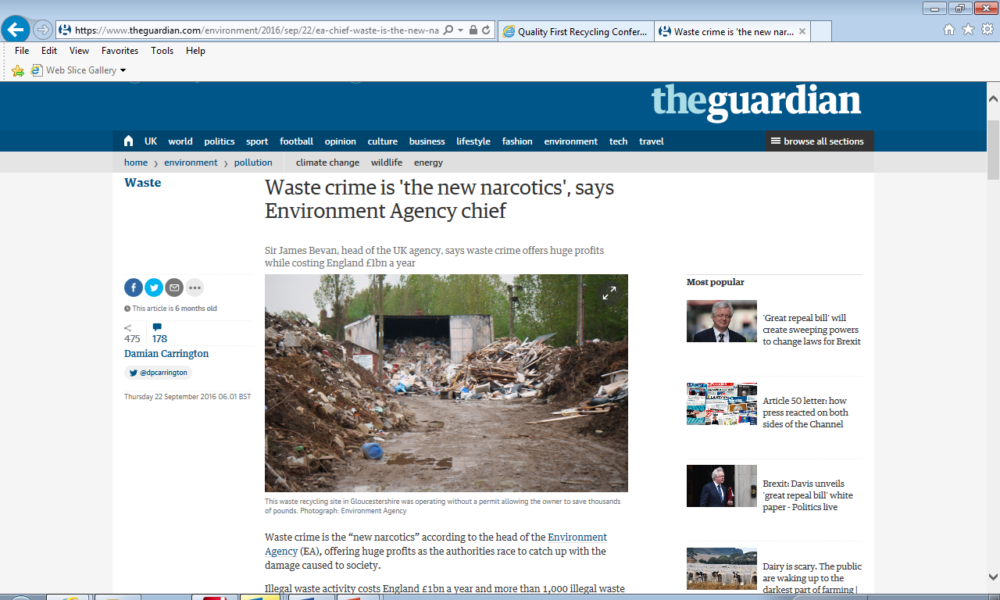 https://www.theguardian.com/environment/2016/sep/22/ea-chief-waste-is-the-new-na
Quality First Recycling Confer...
Waste crime is 'the new nar...
File Edit View Favorites Tools Help
Web Slice Gallery
theguardian
UK world politics sport football opinion culture business lifestyle fashion environment tech travel browse all sections
home environment pollution climate change wildlife energy
Waste
Waste crime is 'the new narcotics', says
Environment Agency chief
Sir James Bevan, head of the UK agency, says waste crime offers huge profits
while costing England £1bn a year
This article is 6 months old
475 178
Damian Carrington
@dpcarrington
Thursday 22 September 2016 06.01 BST
This waste recycling site in Gloucestershire was operating without a permit allowing the owner to save thousands
of pounds. Photograph: Environment Agency
Waste crime is the “new narcotics” according to the head of the Environment
Agency (EA), offering huge profits as the authorities race to catch up with the
damage caused to society.
Illegal waste activity costs England £1bn a year and more than 1,000 illegal waste
Most popular
'Great repeal bill' will
create sweeping powers
to change laws for Brexit
Article 50 letter: how
press reacted on both
sides of the Channel
Brexit: Davis unveils
'great repeal bill' white
paper - Politics live
Dairy is scary. The public
are waking up to the
darkest part of farming |